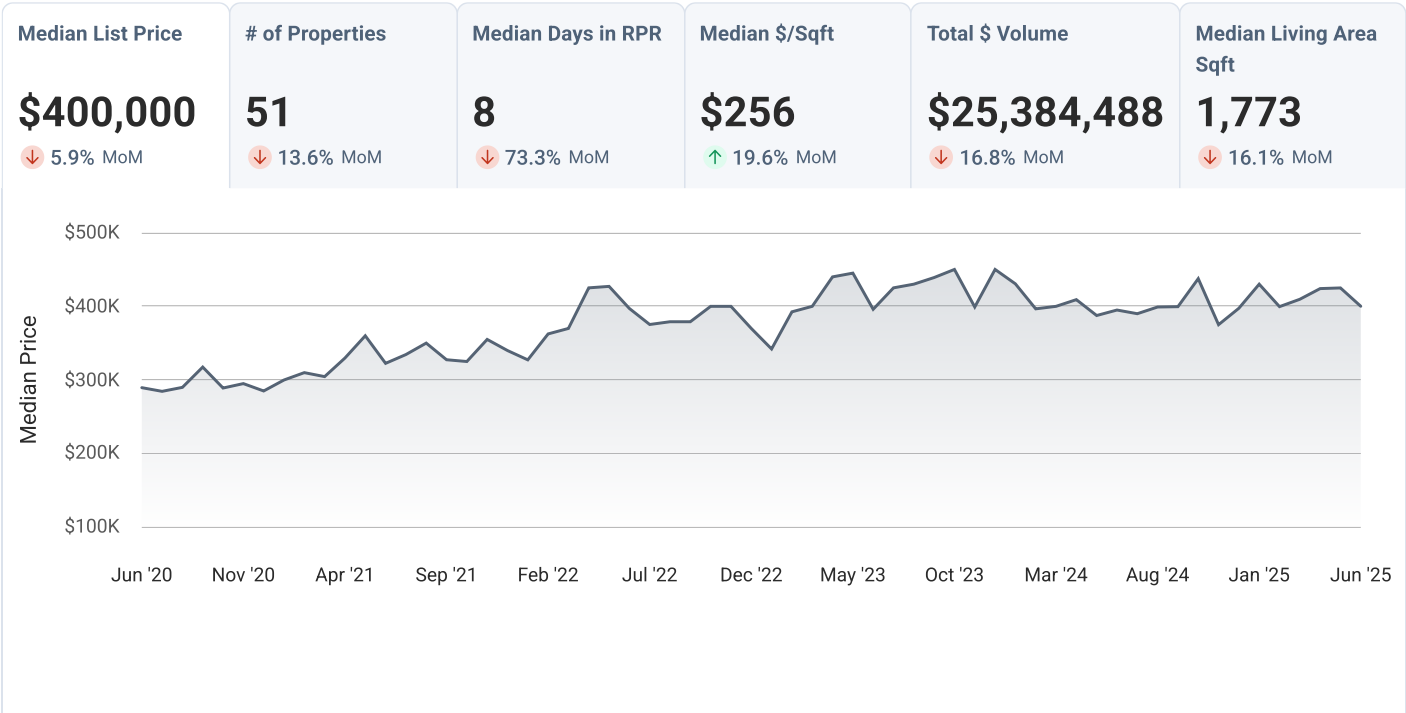 Median List Price
$400,000
5.9% MoM
# of Properties
51
13.6% MoM
Median Days in RPR
8
73.3% MoM
Median $/Sqft
$256
19.6% MoM
Total $ Volume
$25,384,488
16.8% MoM
Median Living Area
Sqft
1,773
16.1% MoM
Median Price
$500K
$400K
$300K
$200K
$100K
Jun '20 Nov '20 Apr '21 Sep '21 Feb '22 Jul '22 Dec '22 May '23 Oct '23 Mar '24 Aug '24 Jan '25 Jun '25